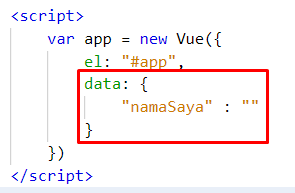 <script>
    var app = new Vue({
        el: "#app",
        data: {
            "namaSaya" : ""
        }
    })
</script>